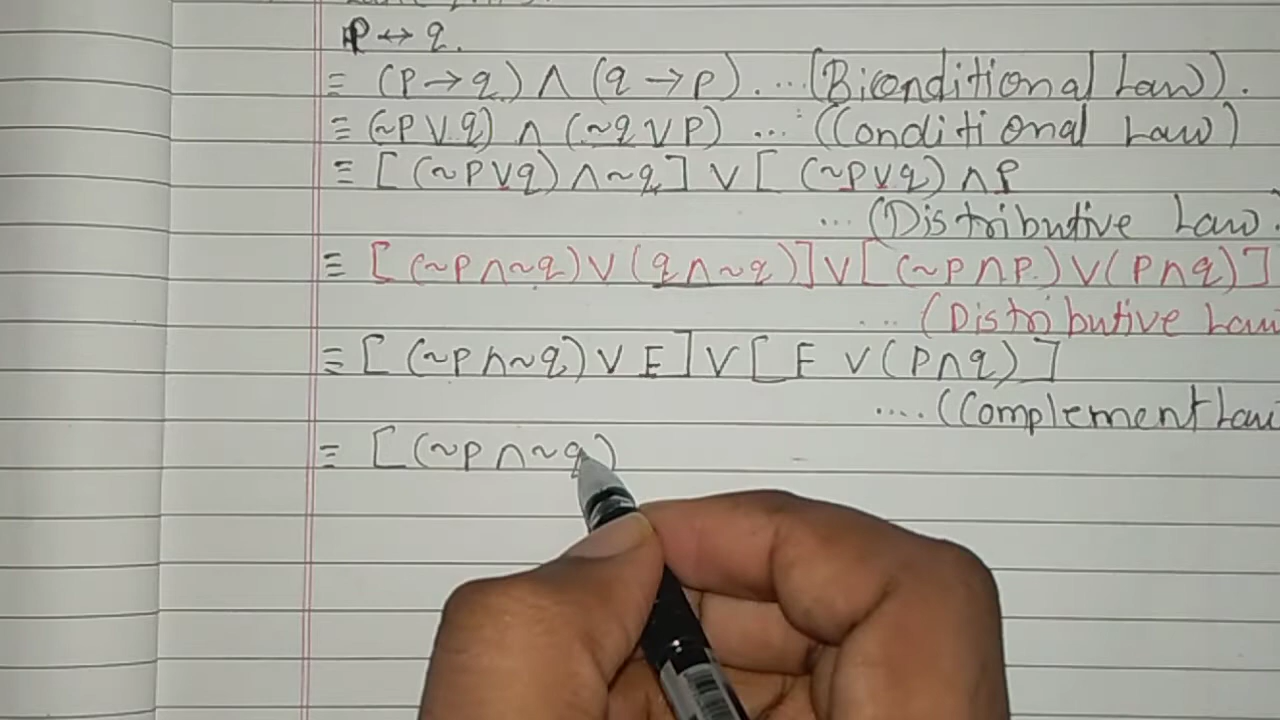 P ↔ q.
≡ (P → q) ∧ (q → p). ...(Biconditional Law).
≡ (~P ∨ q) ∧ (~q ∨ P) ... (Conditional Law)
≡ [(~P ∨ q) ∧ ~q] ∨ [(~P ∨ q) ∧ P
... (Distributive Law.
≡ [(~P ∧ ~q) ∨ (q ∧ ~q)] ∨ [(~P ∧ P) ∨ (P ∧ q)]
... (Distributive Law
≡ [(~P ∧ ~q) ∨ F] ∨ [F ∨ (P ∧ q)]
.... (Complement Law
≡ [(~P ∧ ~q)